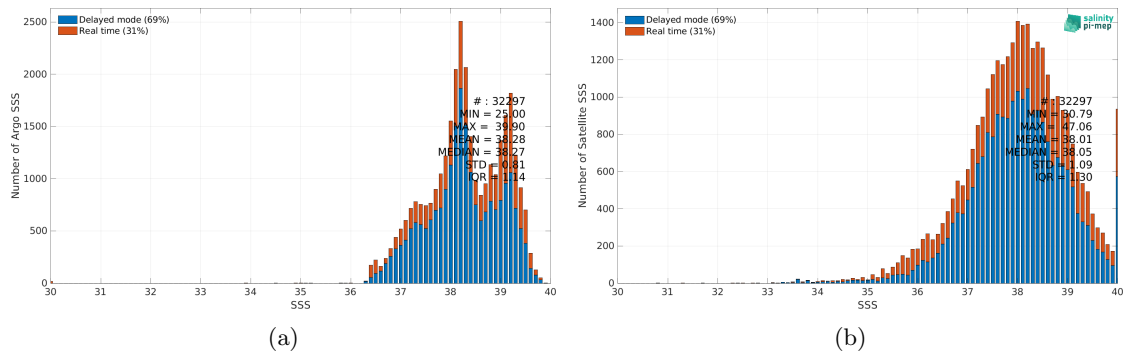 Delayed mode (69%)
Real time (31%)
Number of Argo SSS
2500
2000
1500
1000
500
0
# : 32297
MIN = 25.00
MAX = 39.90
MEAN = 38.28
MEDIAN = 38.27
STD = 0.81
IQR = 1.14
30 31 32 33 34 35 36 37 38 39 40
SSS
(a)
Delayed mode (69%)
Real time (31%)
salinity
pi-mep
Number of Satellite SSS
1400
1200
1000
800
600
400
200
0
# : 32297
MIN = 30.79
MAX = 47.06
MEAN = 38.01
MEDIAN = 38.05
STD = 1.09
IQR = 1.30
30 31 32 33 34 35 36 37 38 39 40
SSS
(b)